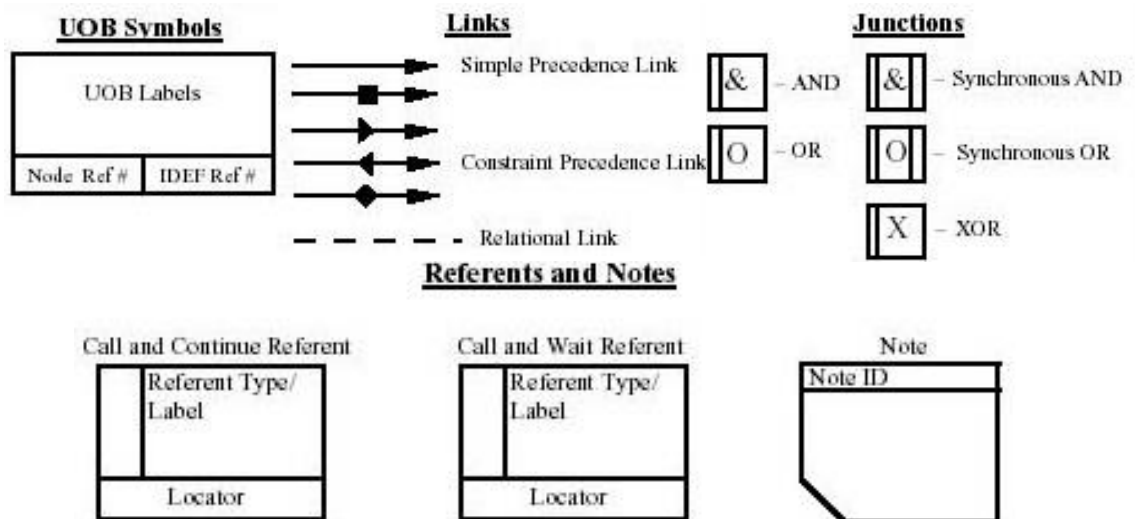 UOB Symbols
Links
Junctions
UOB Labels
Node Ref #
IDEF Ref #
Simple Precedence Link
Constraint Precedence Link
Relational Link
& – AND
& – Synchronous AND
O – OR
O – Synchronous OR
X – XOR
Referents and Notes
Call and Continue Referent
Referent Type/
Label
Locator
Call and Wait Referent
Referent Type/
Label
Locator
Note
Note ID